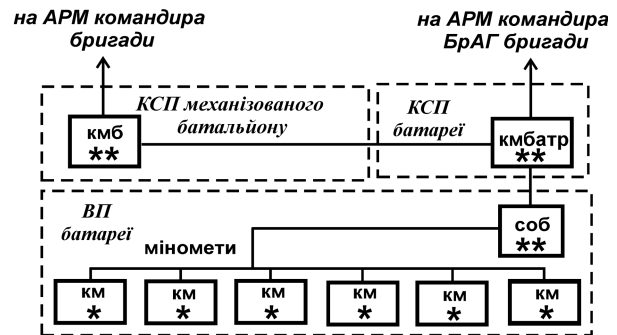 на АРМ командира
бригади
на АРМ командира
БрАГ бригади
КСП механізованого
батальйону
КСП
батареї
кмб
**
кмбатр
**
ВП
батареї
міномети
соб
**
км
*
км
*
км
*
км
*
км
*
км
*